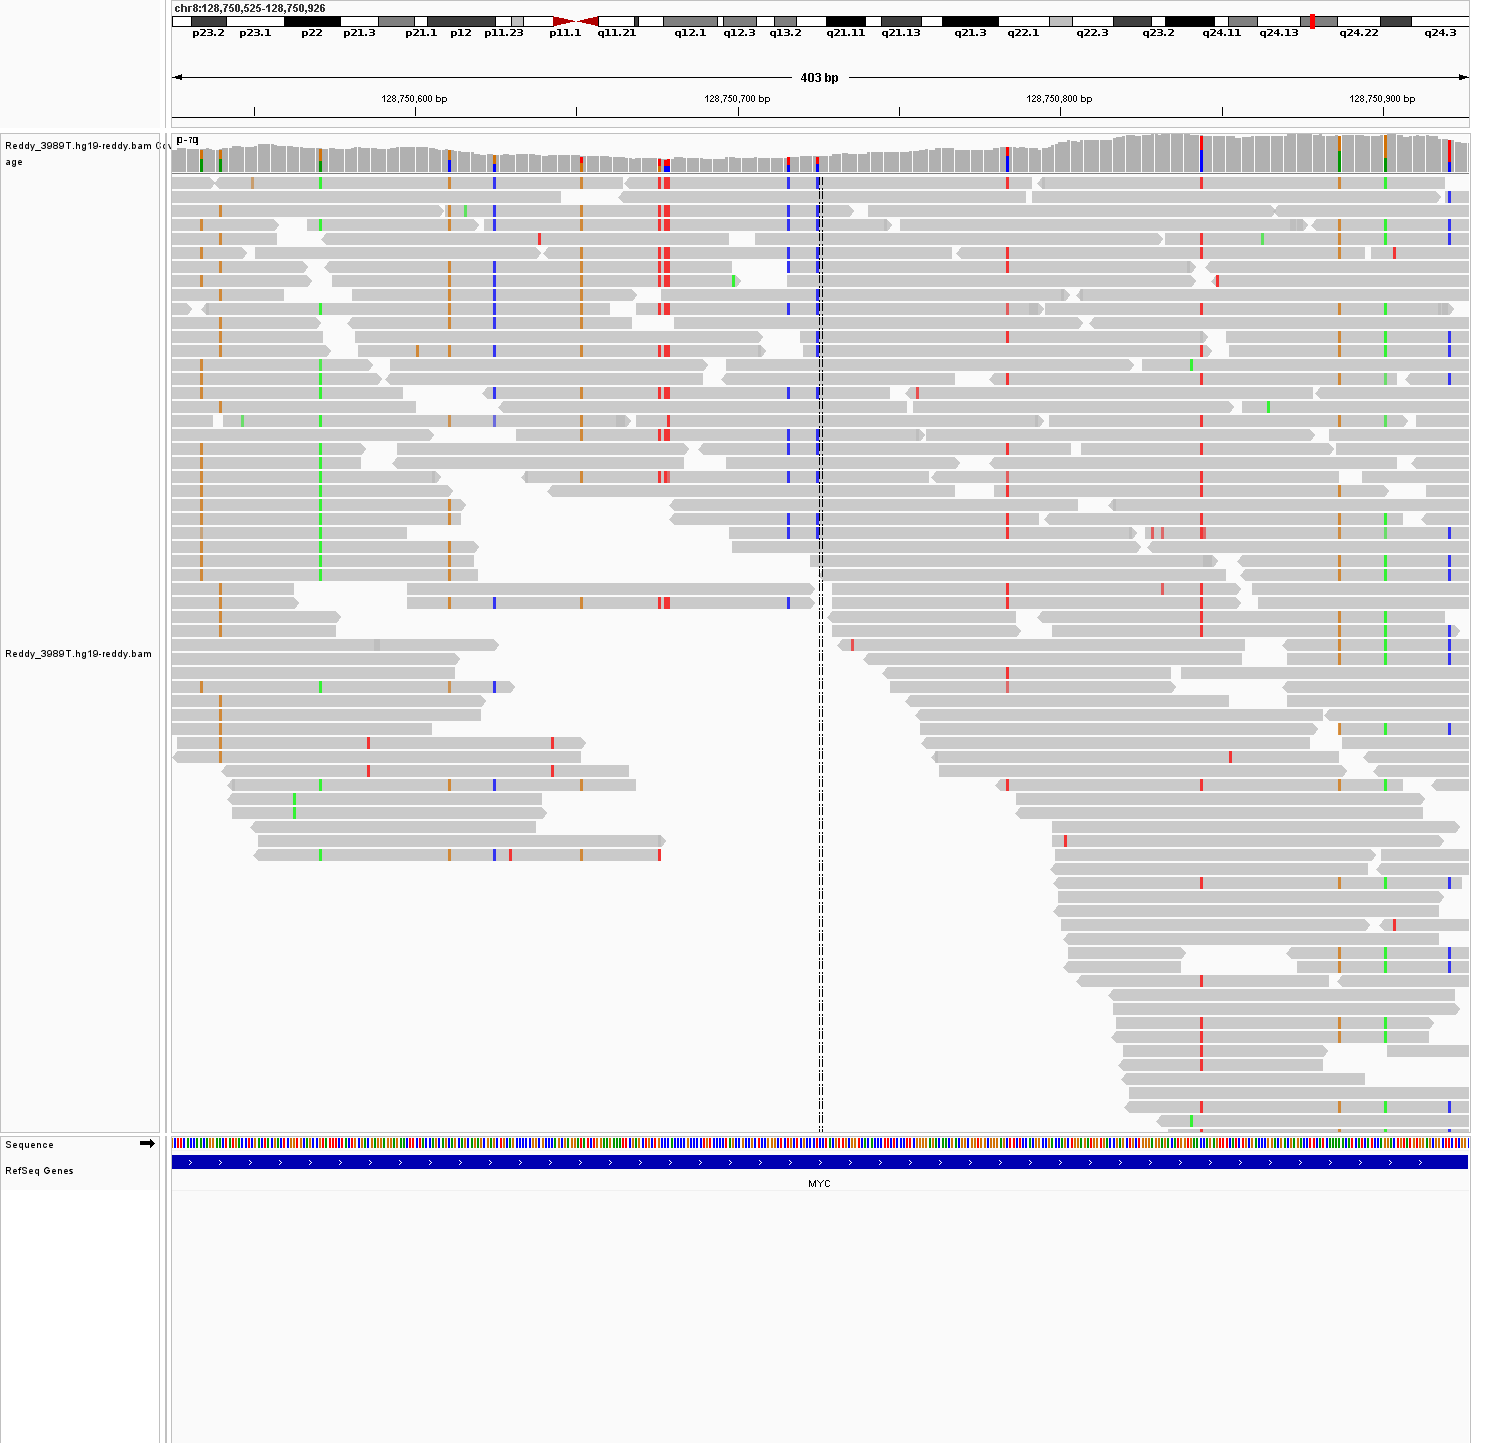 chr8:128,750,525-128,750,926
p23.2 p23.1 p22 p21.3 p21.1 p12 p11.23 p11.1 q11.21 q12.1 q12.3 q13.2 q21.11 q21.13 q21.3 q22.1 q22.3 q23.2 q24.11 q24.13 q24.22 q24.3
403 bp
128,750,600 bp 128,750,700 bp 128,750,800 bp 128,750,900 bp
Reddy_3989T.hg19-reddy.bam Cov
age
[0-70]
Reddy_3989T.hg19-reddy.bam
Sequence
RefSeq Genes
MYC